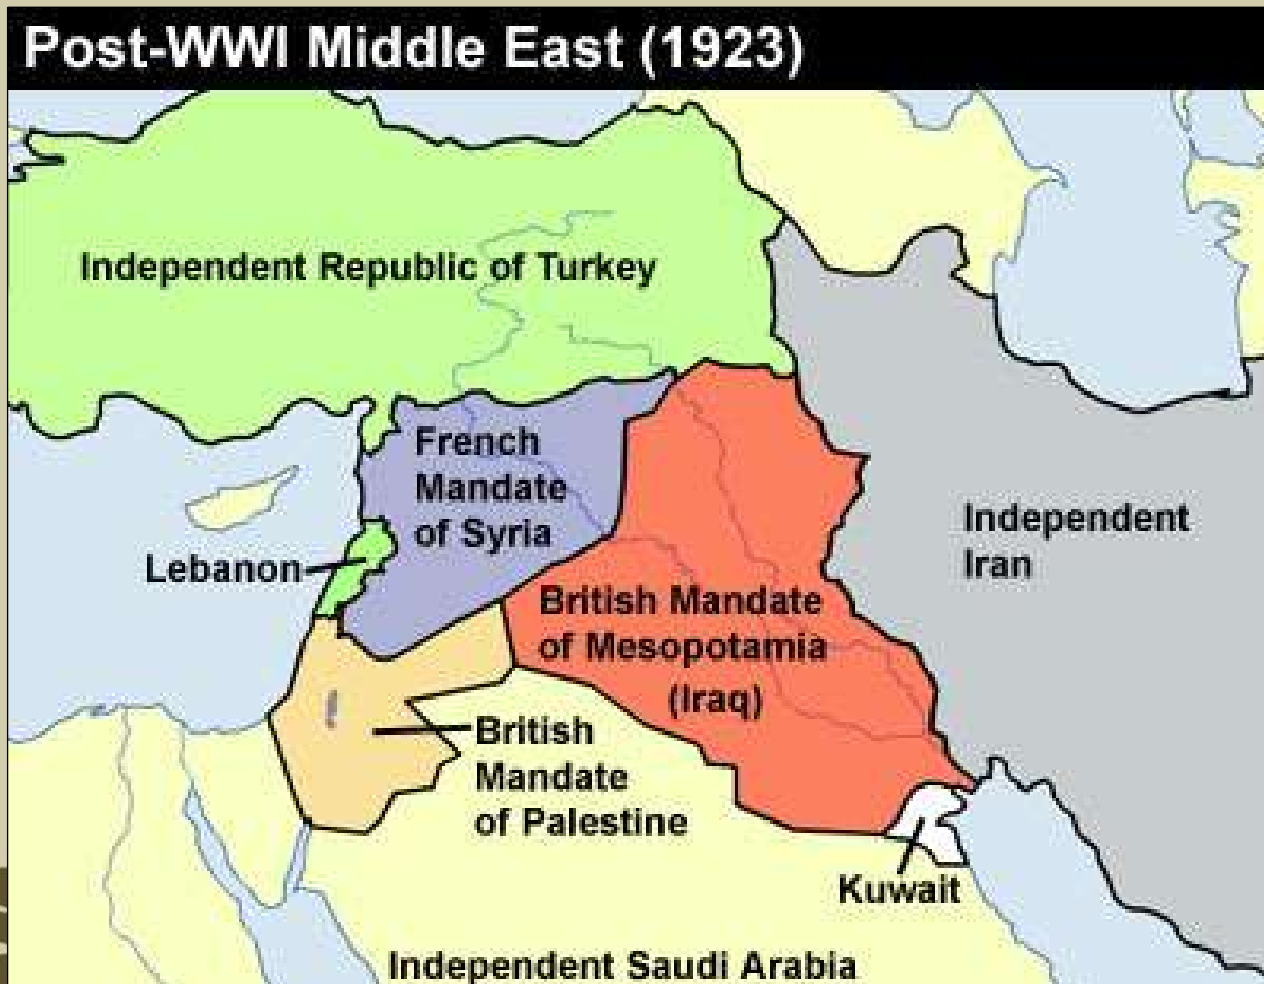 Post-WWI Middle East (1923)
Independent Republic of Turkey
French
Mandate
of Syria
Lebanon
Independent
Iran
British Mandate
of Mesopotamia
(Iraq)
British
Mandate
of Palestine
Kuwait
Independent Saudi Arabia